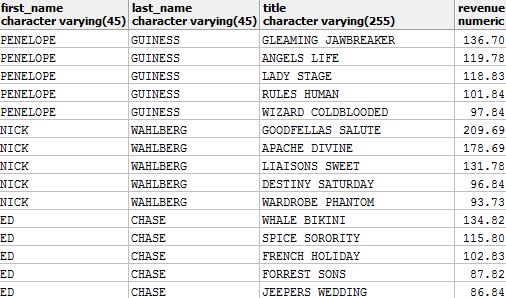 first_name last_name title revenue
character varying(45) character varying(45) character varying(255) numeric
PENELOPE GUINESS GLEAMING JAWBREAKER 136.70
PENELOPE GUINESS ANGELS LIFE 119.78
PENELOPE GUINESS LADY STAGE 118.83
PENELOPE GUINESS RULES HUMAN 101.84
PENELOPE GUINESS WIZARD COLDBLOODED 97.84
NICK WAHLBERG GOODFELLAS SALUTE 209.69
NICK WAHLBERG APACHE DIVINE 178.69
NICK WAHLBERG LIAISONS SWEET 131.78
NICK WAHLBERG DESTINY SATURDAY 96.84
NICK WAHLBERG WARDROBE PHANTOM 93.73
ED CHASE WHALE BIKINI 134.82
ED CHASE SPICE SORORITY 115.80
ED CHASE FRENCH HOLIDAY 102.83
ED CHASE FORREST SONS 87.82
ED CHASE JEEPERS WEDDING 86.84